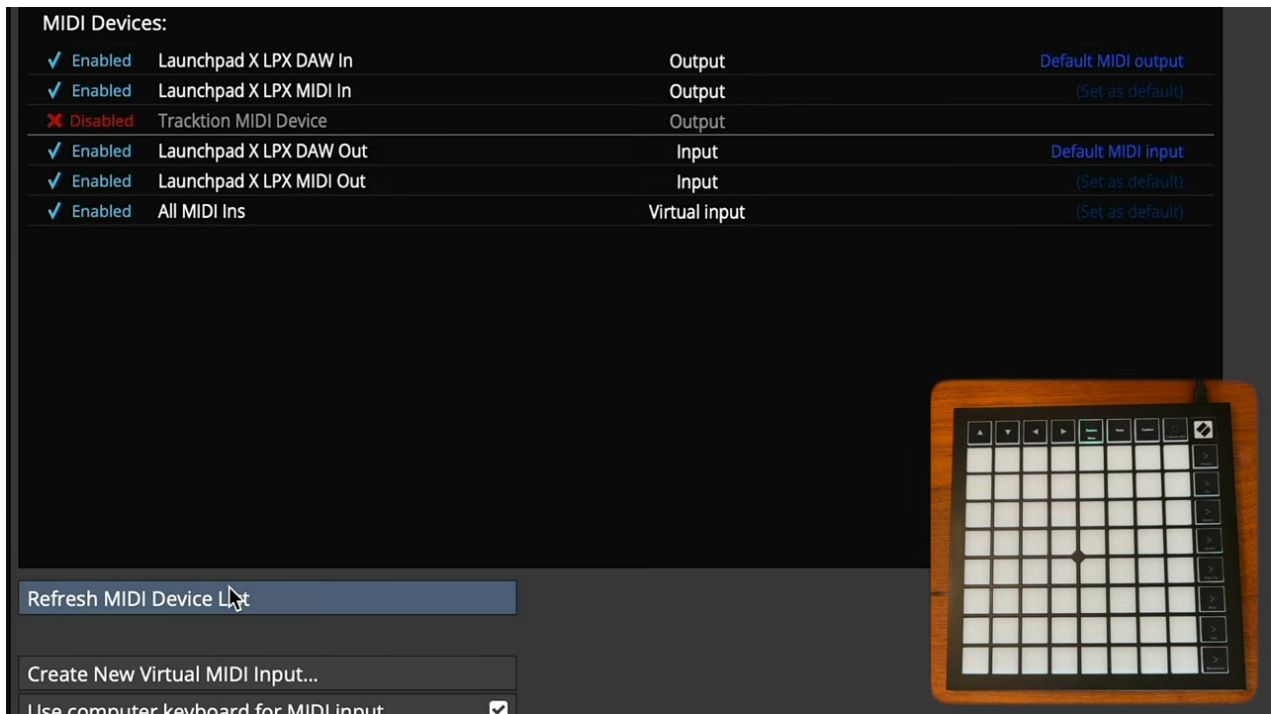 MIDI Devices:
✓ Enabled Launchpad X LPX DAW In Output Default MIDI output
✓ Enabled Launchpad X LPX MIDI In Output (Set as default)
✗ Disabled Tracktion MIDI Device Output
✓ Enabled Launchpad X LPX DAW Out Input Default MIDI input
✓ Enabled Launchpad X LPX MIDI Out Input (Set as default)
✓ Enabled All MIDI Ins Virtual input (Set as default)
Refresh MIDI Device List
Create New Virtual MIDI Input...
Use computer keyboard for MIDI input